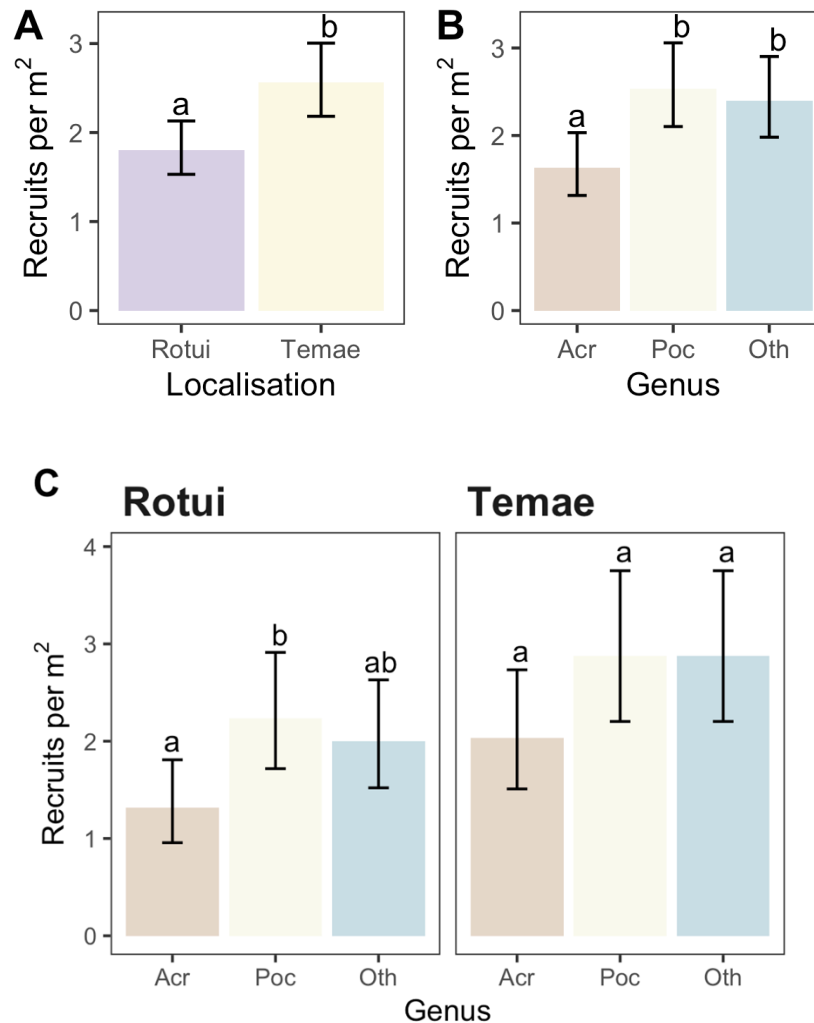 A
Recruits per m²
3
2
1
0
a
b
Rotui
Temae
Localisation
B
Recruits per m²
3
2
1
0
a
b
b
Acr
Poc
Oth
Genus
C
Rotui
Temae
Recruits per m²
4
3
2
1
0
a
b
ab
a
a
a
Acr
Poc
Oth
Acr
Poc
Oth
Genus